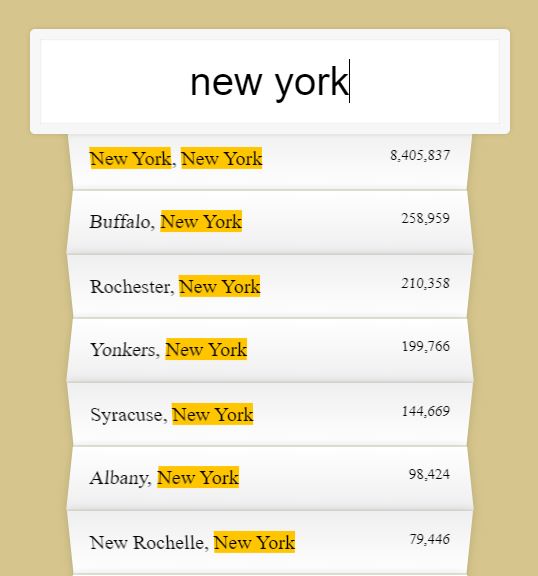 new york
New York, New York 8,405,837
Buffalo, New York 258,959
Rochester, New York 210,358
Yonkers, New York 199,766
Syracuse, New York 144,669
Albany, New York 98,424
New Rochelle, New York 79,446